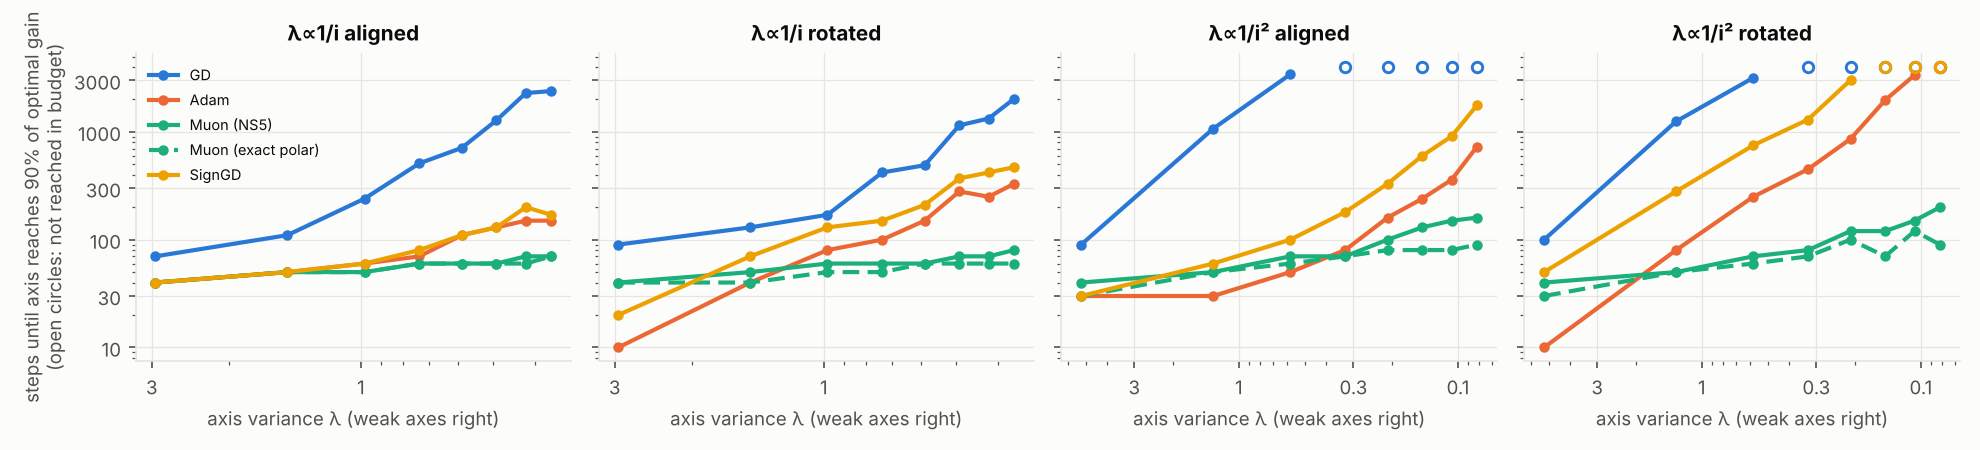 λ∝1/i aligned
λ∝1/i rotated
λ∝1/i² aligned
λ∝1/i² rotated
steps until axis reaches 90% of optimal gain
(open circles: not reached in budget)
3000
1000
300
100
30
10
GD
Adam
Muon (NS5)
Muon (exact polar)
SignGD
3 1
3 1
3 1 0.3 0.1
3 1 0.3 0.1
axis variance λ (weak axes right)
axis variance λ (weak axes right)
axis variance λ (weak axes right)
axis variance λ (weak axes right)